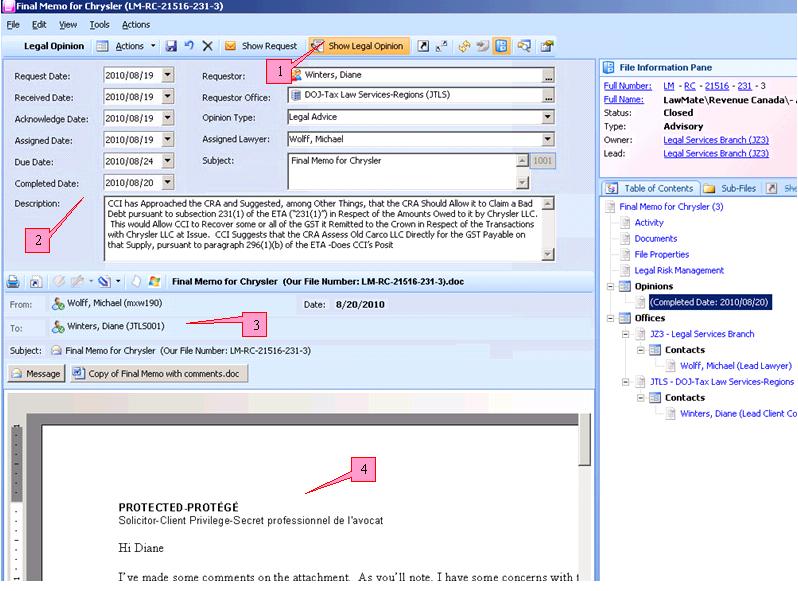 Final Memo for Chrysler (LM-RC-21516-231-3)
File Edit View Tools Actions
Legal Opinion Actions Show Request Show Legal Opinion
1
Request Date: 2010/08/19 Requestor: Winters, Diane ...
Received Date: 2010/08/19 Requestor Office: DOJ-Tax Law Services-Regions (JTLS) ...
Acknowledge Date: 2010/08/19 Opinion Type: Legal Advice
Assigned Date: 2010/08/19 Assigned Lawyer: Wolff, Michael
Due Date: 2010/08/24 Subject: Final Memo for Chrysler 1001
Completed Date: 2010/08/20
2
Description: CCI has Approached the CRA and Suggested, among Other Things, that the CRA Should Allow it to Claim a Bad
Debt pursuant to subsection 231(1) of the ETA ("231(1)") in Respect of the Amounts Owed to it by Chrysler LLC.
This would Allow CCI to Recover some or all of the GST it Remitted to the Crown in Respect of the Transactions
with Chrysler LLC at Issue. CCI Suggests that the CRA Assess Old Carco LLC Directly for the GST Payable on
that Supply, pursuant to paragraph 296(1)(b) of the ETA -Does CCI's Posit
Final Memo for Chrysler (Our File Number: LM-RC-21516-231-3).doc
From: Wolff, Michael (mxw190) Date: 8/20/2010
To: Winters, Diane (JTLS001)
3
Subject: Final Memo for Chrysler (Our File Number: LM-RC-21516-231-3)
Message Copy of Final Memo with comments.doc
4
PROTECTED-PROTÉGÉ
Solicitor-Client Privilege-Secret professionnel de l'avocat
Hi Diane
I've made some comments on the attachment. As you'll note, I have some concerns with
File Information Pane
Full Number: LM - RC - 21516 - 231 - 3
Full Name: LawMate\Revenue Canada\-
Status: Closed
Type: Advisory
Owner: Legal Services Branch (JZ3)
Lead: Legal Services Branch (JZ3)
Table of Contents Sub-Files Sh
Final Memo for Chrysler (3)
Activity
Documents
File Properties
Legal Risk Management
Opinions
(Completed Date: 2010/08/20)
Offices
JZ3 - Legal Services Branch
Contacts
Wolff, Michael (Lead Lawyer)
JTLS - DOJ-Tax Law Services-Regions
Contacts
Winters, Diane (Lead Client Co